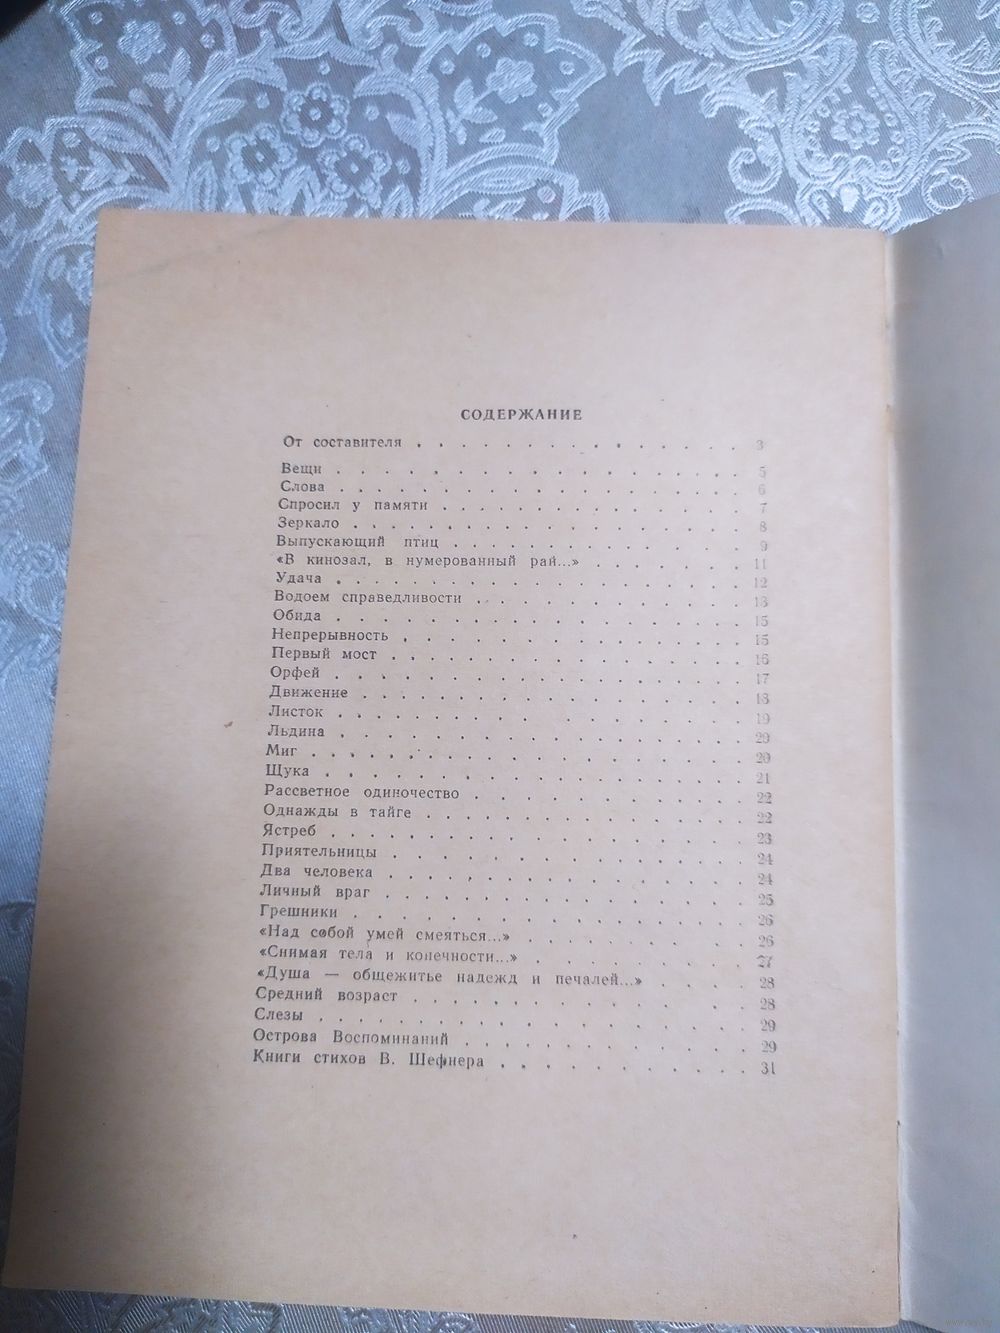 СОДЕРЖАНИЕ
От составителя . . . . . . . . . . . . . . 3
Вещи . . . . . . . . . . . . . . . . 5
Слова . . . . . . . . . . . . . . . . 6
Спросил у памяти . . . . . . . . . . . . 7
Зеркало . . . . . . . . . . . . . . . 8
Выпускающий птиц . . . . . . . . . . . . 9
«В кинозал, в нумерованный рай...» . . . . . . . 11
Удача . . . . . . . . . . . . . . . . 12
Водоем справедливости . . . . . . . . . . . 13
Обида . . . . . . . . . . . . . . . . 15
Непрерывность . . . . . . . . . . . . . . 15
Первый мост . . . . . . . . . . . . . . 16
Орфей . . . . . . . . . . . . . . . . 17
Движение . . . . . . . . . . . . . . . 18
Листок . . . . . . . . . . . . . . . . 19
Льдина . . . . . . . . . . . . . . . . 20
Миг . . . . . . . . . . . . . . . . . 20
Щука . . . . . . . . . . . . . . . . 21
Рассветное одиночество . . . . . . . . . . . 22
Однажды в тайге . . . . . . . . . . . . . 22
Ястреб . . . . . . . . . . . . . . . . 23
Приятельницы . . . . . . . . . . . . . . 24
Два человека . . . . . . . . . . . . . . 24
Личный враг . . . . . . . . . . . . . . 25
Грешники . . . . . . . . . . . . . . . 26
«Над собой умей смеяться...» . . . . . . . . . 26
«Снимая тела и конечности...» . . . . . . . . . 27
«Душа — общежитье надежд и печалей...» . . . . . 28
Средний возраст . . . . . . . . . . . . . 28
Слезы . . . . . . . . . . . . . . . . 29
Острова Воспоминаний . . . . . . . . . . . 29
Книги стихов В. Шефнера . . . . . . . . . . 31